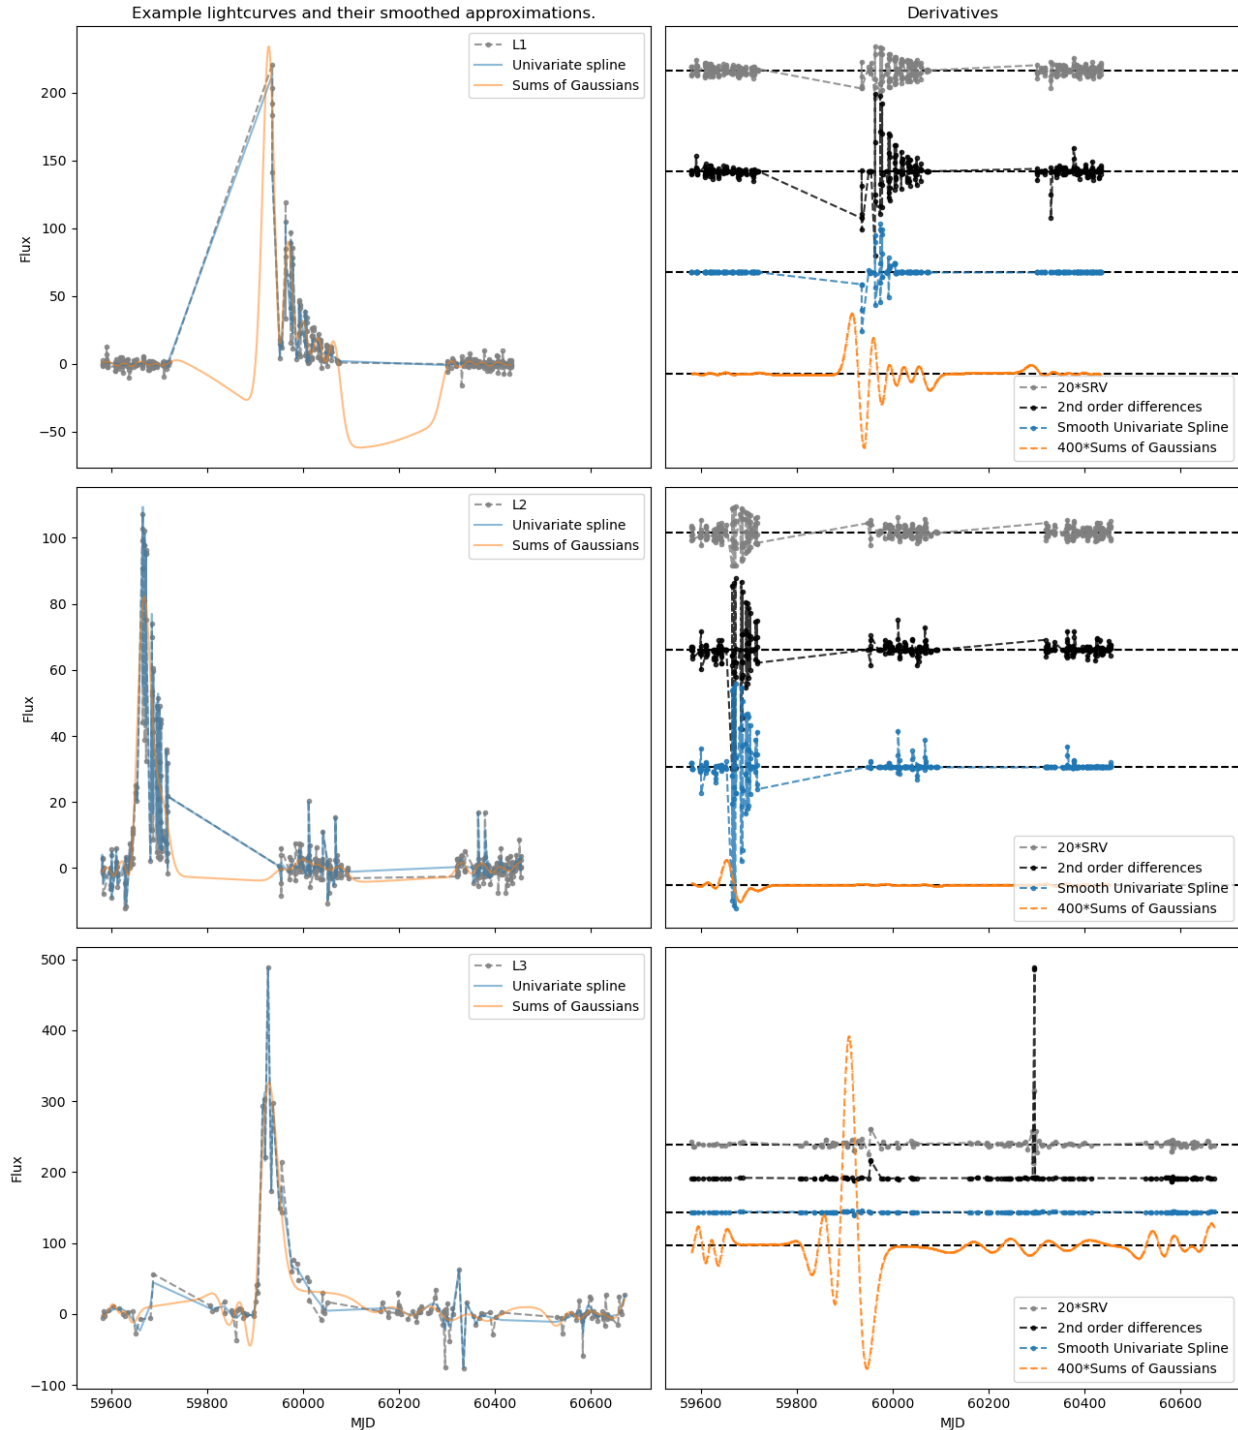 Example lightcurves and their smoothed approximations.
Derivatives
L1
Univariate spline
Sums of Gaussians
Flux
200
150
100
50
0
−50
20*SRV
2nd order differences
Smooth Univariate Spline
400*Sums of Gaussians
L2
Univariate spline
Sums of Gaussians
Flux
100
80
60
40
20
0
20*SRV
2nd order differences
Smooth Univariate Spline
400*Sums of Gaussians
L3
Univariate spline
Sums of Gaussians
Flux
500
400
300
200
100
0
−100
20*SRV
2nd order differences
Smooth Univariate Spline
400*Sums of Gaussians
59600 59800 60000 60200 60400 60600
59600 59800 60000 60200 60400 60600
MJD
MJD